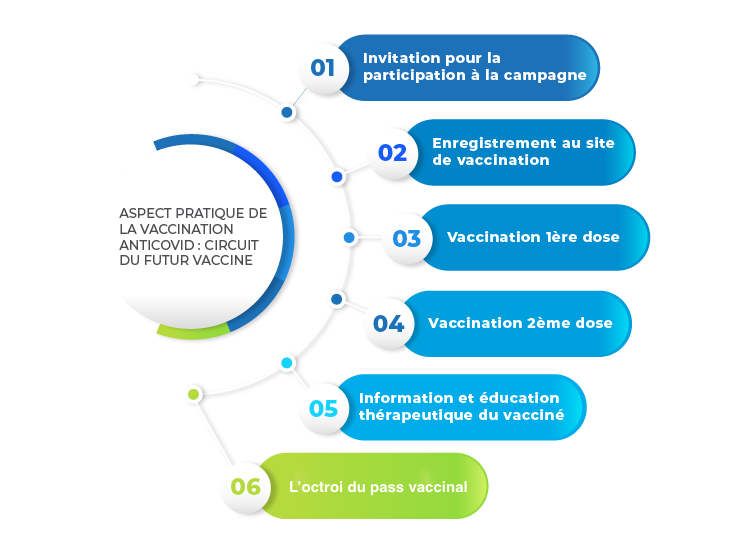 ASPECT PRATIQUE DE
LA VACCINATION
ANTICOVID : CIRCUIT
DU FUTUR VACCINE
01
Invitation pour la
participation à la campagne
02
Enregistrement au site
de vaccination
03
Vaccination 1ère dose
04
Vaccination 2ème dose
05
Information et éducation
thérapeutique du vacciné
06
L'octroi du pass vaccinal